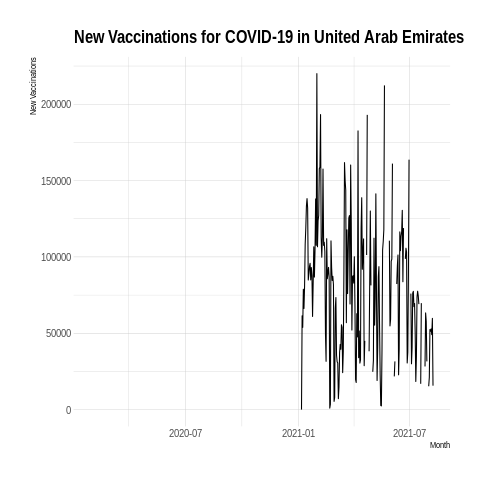 New Vaccinations for COVID-19 in United Arab Emirates
New Vaccinations
200000
150000
100000
50000
0
2020-07
2021-01
2021-07
Month